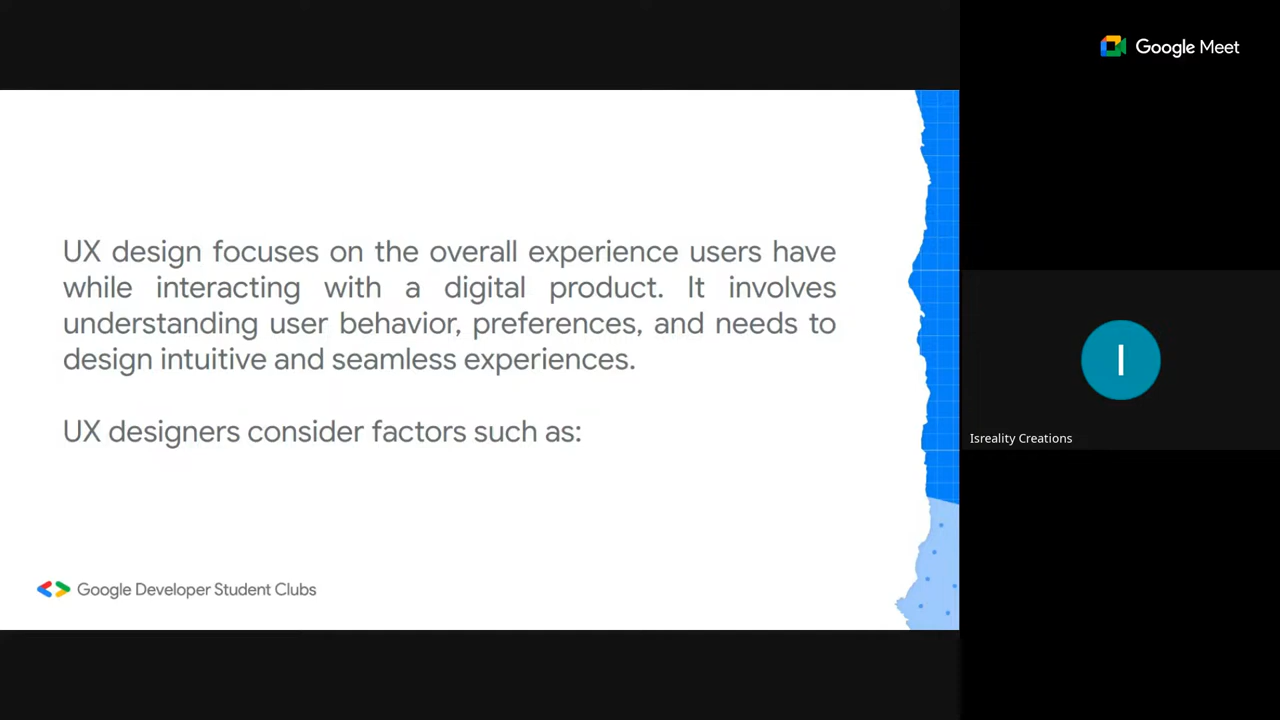 Google Meet
UX design focuses on the overall experience users have
while interacting with a digital product. It involves
understanding user behavior, preferences, and needs to
design intuitive and seamless experiences.
UX designers consider factors such as:
I
Isreality Creations
Google Developer Student Clubs